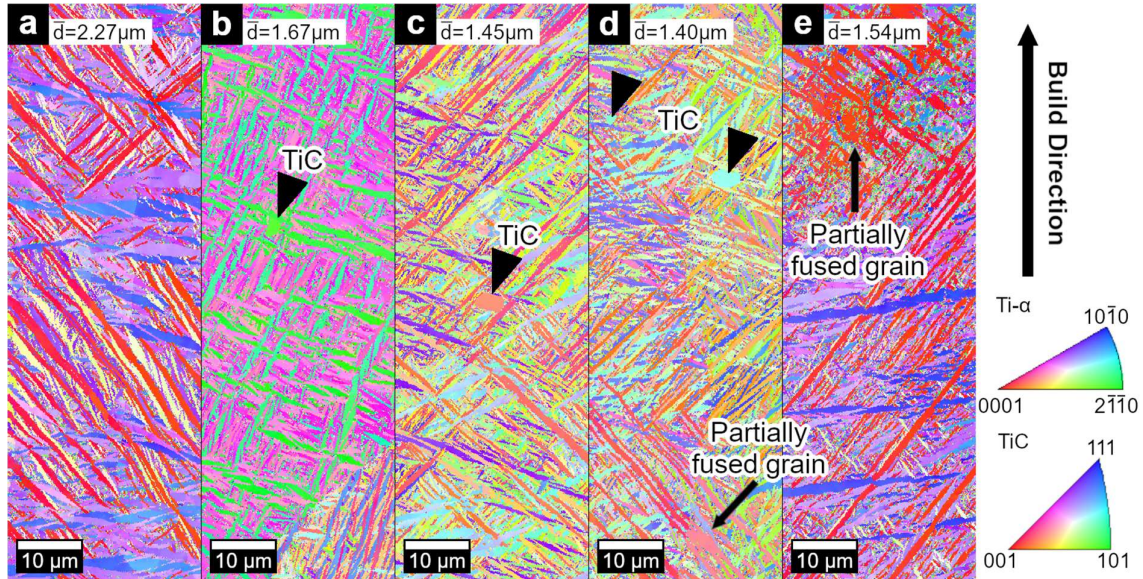 a
d̄=2.27µm
b
d̄=1.67µm
c
d̄=1.45µm
d
d̄=1.40µm
e
d̄=1.54µm
TiC
TiC
TiC
Partially
fused grain
Partially
fused grain
Build Direction
Ti-α
101̅0
0001
21̅1̅0
TiC
111
001
101
10 µm
10 µm
10 µm
10 µm
10 µm